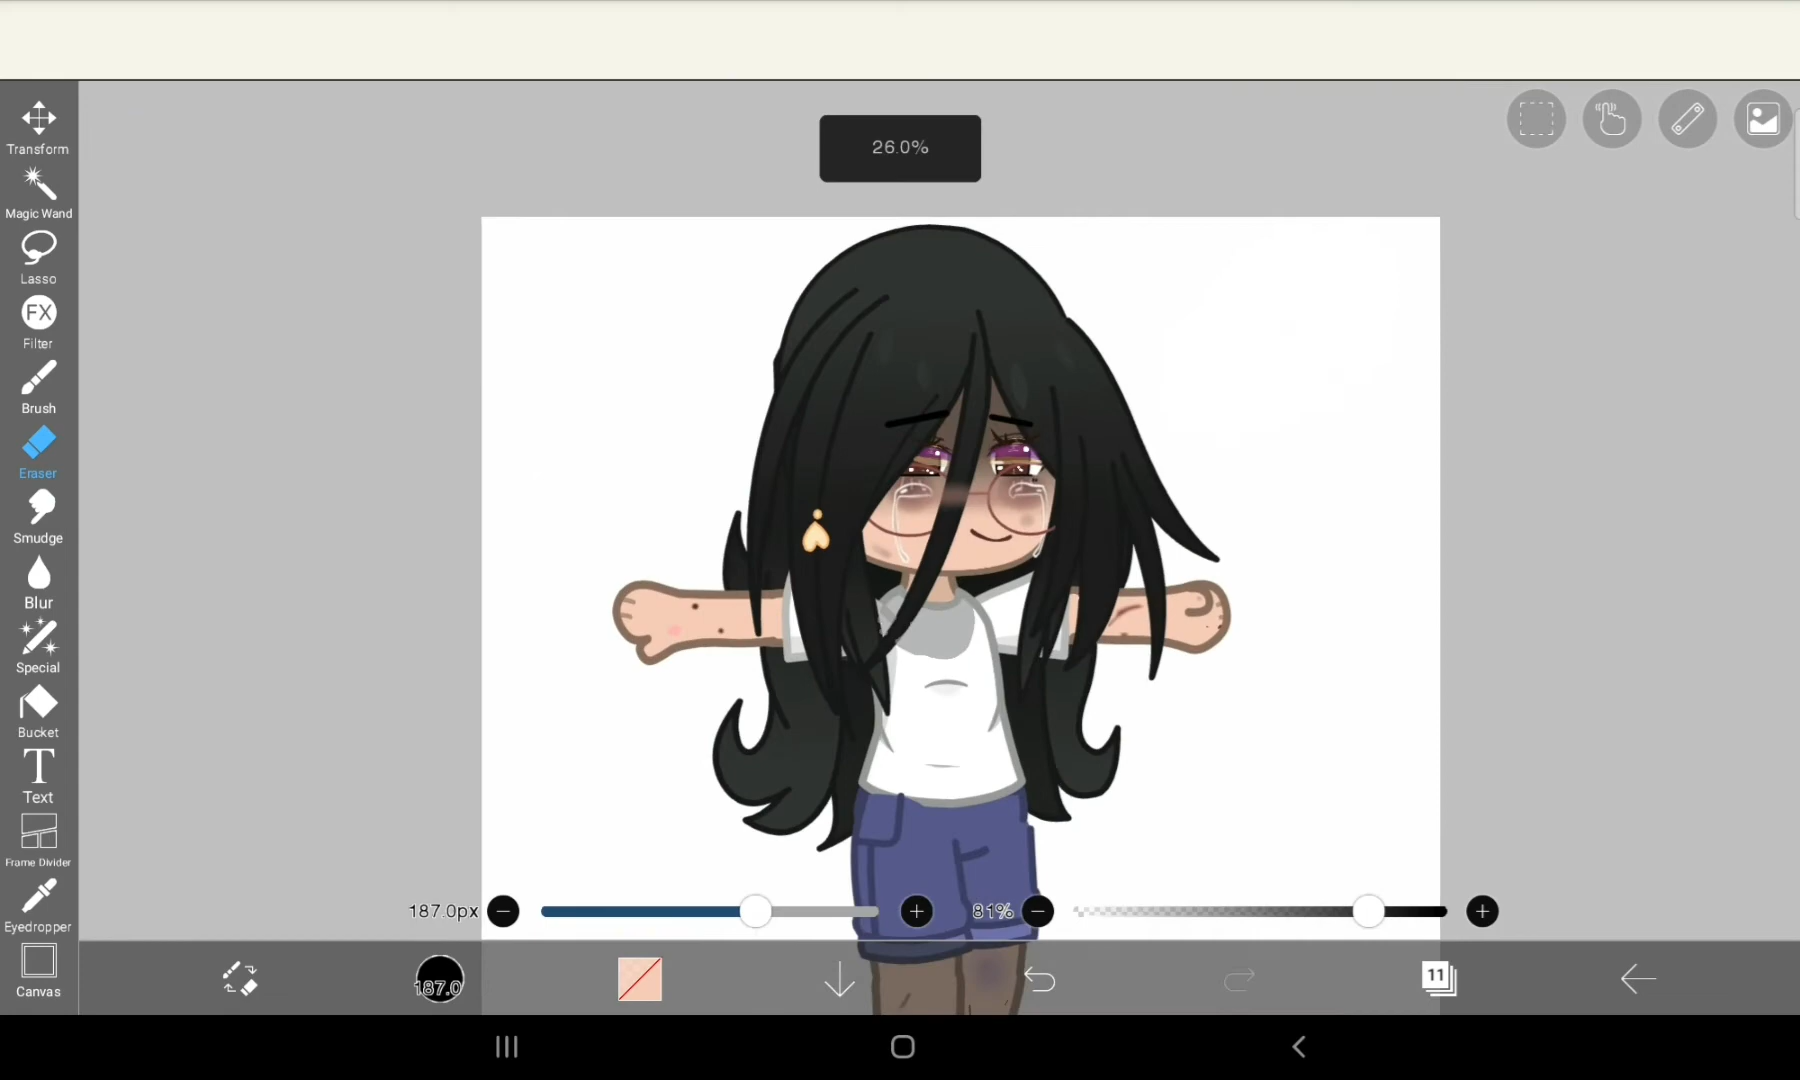 26.0%
Transform
Magic Wand
Lasso
FX
Filter
Brush
Eraser
Smudge
Blur
Special
Bucket
T
Text
Frame Divider
Eyedropper
Canvas
187.0px
81%
187.0
11